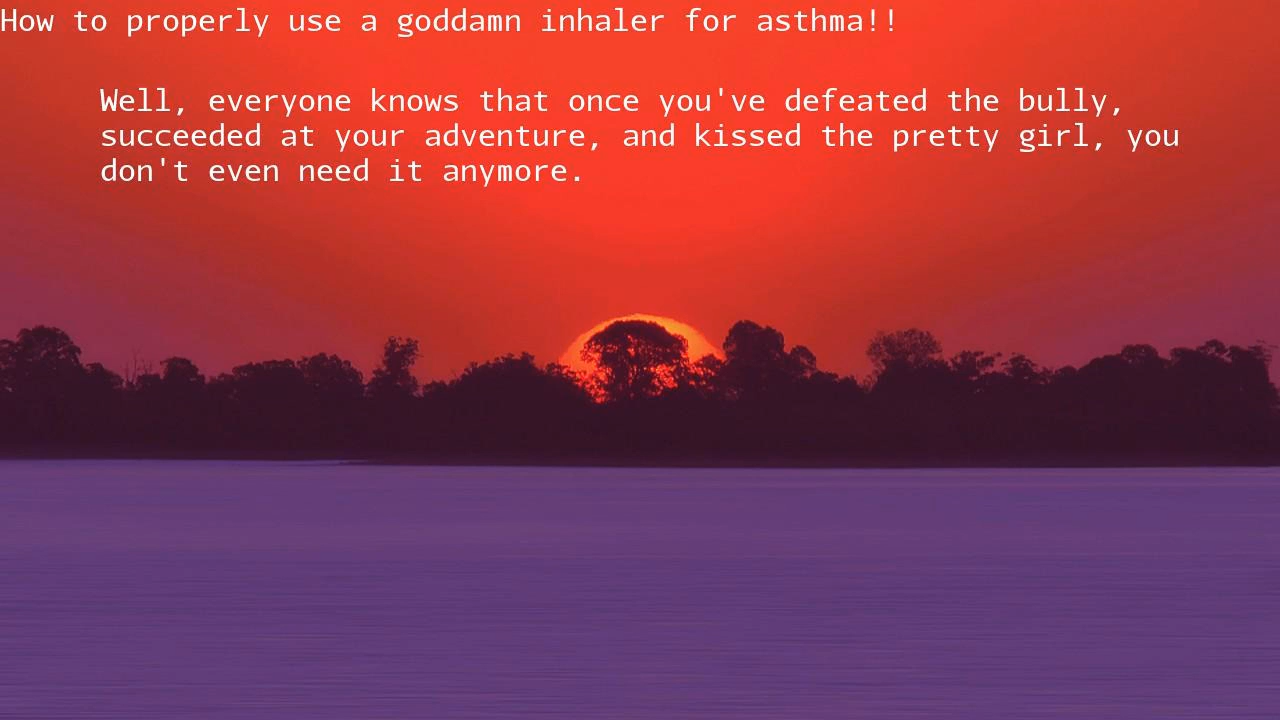 How to properly use a goddamn inhaler for asthma!!
Well, everyone knows that once you've defeated the bully,
succeeded at your adventure, and kissed the pretty girl, you
don't even need it anymore.